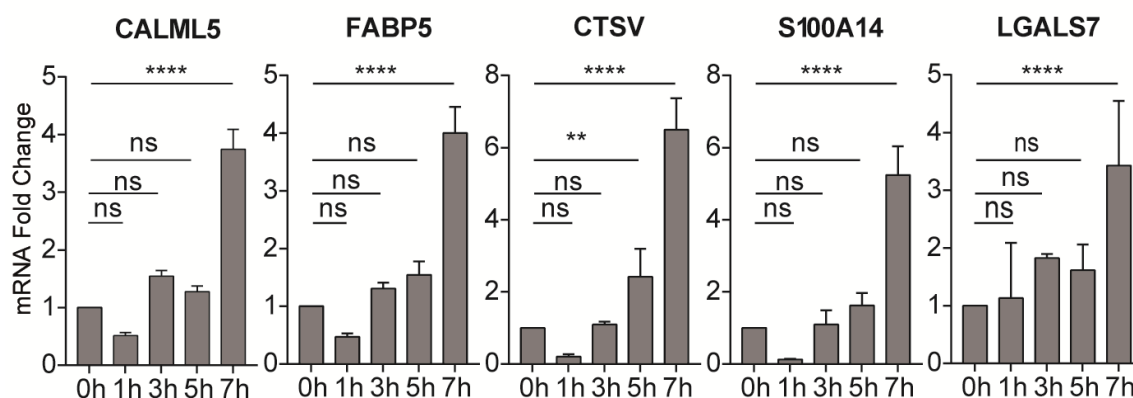 CALML5 FABP5 CTSV S100A14 LGALS7
mRNA Fold Change
5 4 3 2 1 0
**** ns ns ns
0h 1h 3h 5h 7h
5 4 3 2 1 0
**** ns ns ns
0h 1h 3h 5h 7h
8 6 4 2 0
**** ** ns ns
0h 1h 3h 5h 7h
8 6 4 2 0
**** ns ns ns
0h 1h 3h 5h 7h
5 4 3 2 1 0
**** ns ns ns
0h 1h 3h 5h 7h